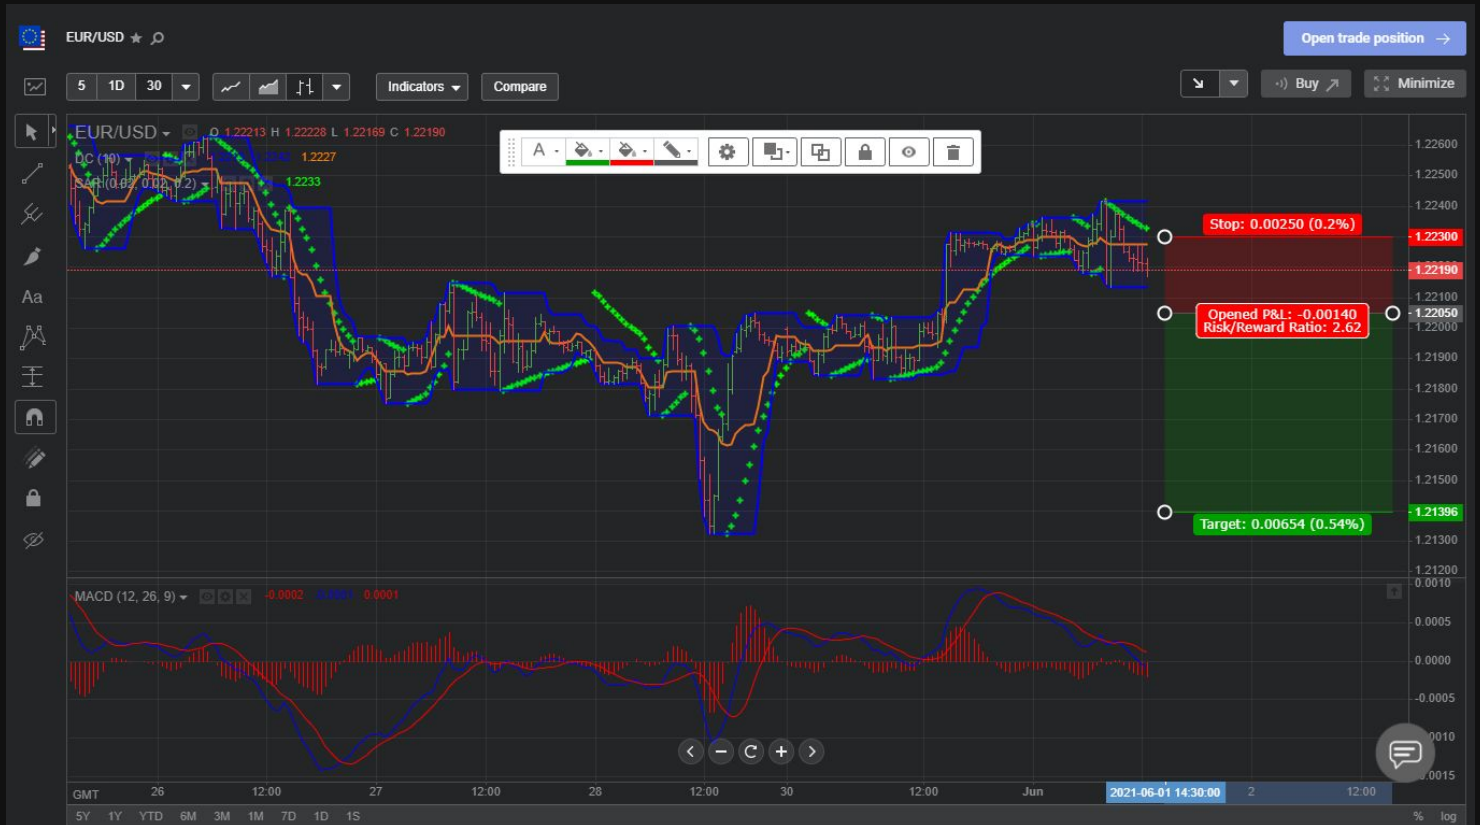 EUR/USD
Open trade position
5 1D 30
Indicators
Compare
Buy
Minimize
EUR/USD O 1.22213 H 1.22228 L 1.22169 C 1.22190
DC (10) 1.2227
SAR (0.02, 0.02, 0.2) 1.2233
A
Aa
1.22600
1.22500
1.22400
Stop: 0.00250 (0.2%)
1.22300
1.22190
1.22100
Opened P&L: -0.00140
Risk/Reward Ratio: 2.62
1.22050
1.22000
1.21900
1.21800
1.21700
1.21600
1.21500
1.21396
Target: 0.00654 (0.54%)
1.21300
1.21200
MACD (12, 26, 9) -0.0002 -0.0001 0.0001
0.0010
0.0005
0.0000
-0.0005
0010
0.0015
GMT 26 12:00 27 12:00 28 12:00 30 12:00 Jun 2021-06-01 14:30:00 2 12:00
5Y 1Y YTD 6M 3M 1M 7D 1D 1S % log